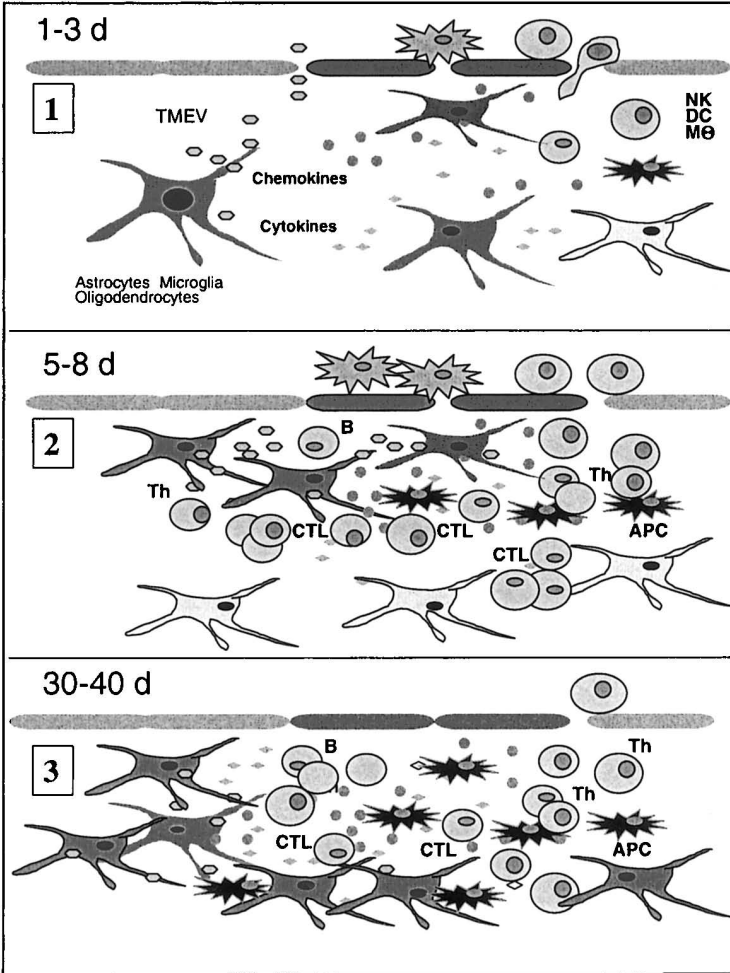 1-3 d
1
TMEV
NK
DC
MΘ
Chemokines
Cytokines
Astrocytes Microglia
Oligodendrocytes
5-8 d
2
B
Th
Th
CTL
CTL
APC
CTL
30-40 d
3
B
Th
Th
CTL
CTL
APC